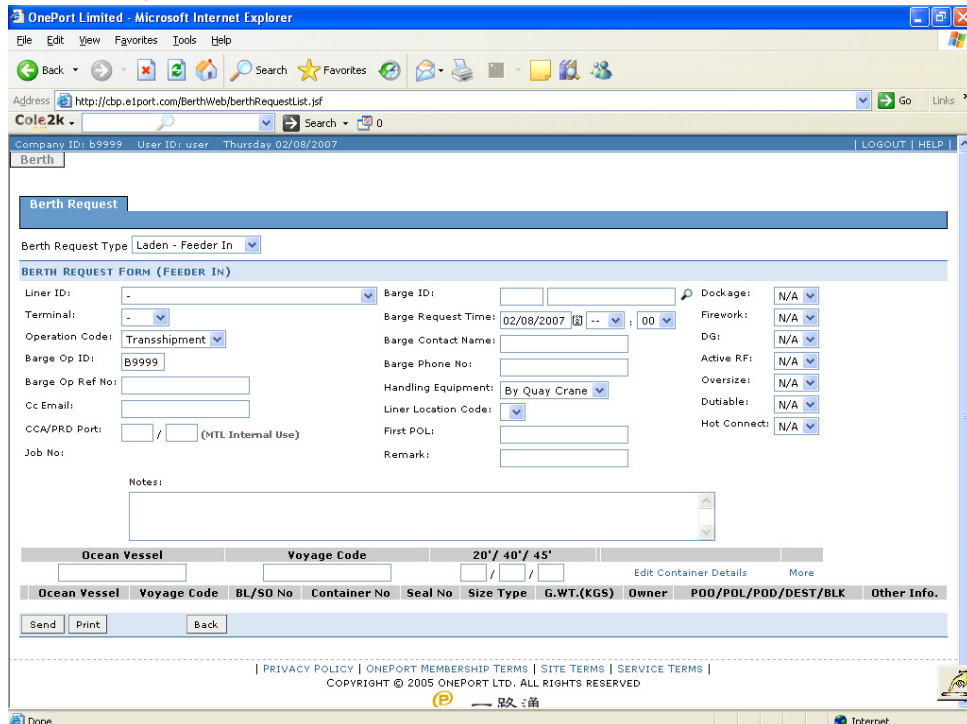 OnePort Limited - Microsoft Internet Explorer
File Edit View Favorites Tools Help
Back Search Favorites
Address http://cbp.e1port.com/BerthWeb/berthRequestList.jsf Go Links »
Cole2k Search 0
Company ID: b9999 User ID: user Thursday 02/08/2007 | LOGOUT | HELP |
Berth
Berth Request
Berth Request Type Laden - Feeder In
BERTH REQUEST FORM (FEEDER IN)
Liner ID: - Barge ID: Dockage: N/A
Terminal: - Barge Request Time: 02/08/2007 -- : 00 Firework: N/A
Operation Code: Transshipment Barge Contact Name: DG: N/A
Barge Op ID: B9999 Barge Phone No: Active RF: N/A
Barge Op Ref No: Handling Equipment: By Quay Crane Oversize: N/A
Cc Email: Liner Location Code: Dutiable: N/A
CCA/PRD Port: / (MTL Internal Use) First POL: Hot Connect: N/A
Job No: Remark:
Notes:
Ocean Vessel Voyage Code 20'/ 40'/ 45'
/ / Edit Container Details More
Ocean Vessel Voyage Code BL/SO No Container No Seal No Size Type G.WT.(KGS) Owner POO/POL/POD/DEST/BLK Other Info.
Send Print Back
| PRIVACY POLICY | ONEPORT MEMBERSHIP TERMS | SITE TERMS | SERVICE TERMS |
COPYRIGHT © 2005 ONEPORT LTD. ALL RIGHTS RESERVED
一路通
Done Internet